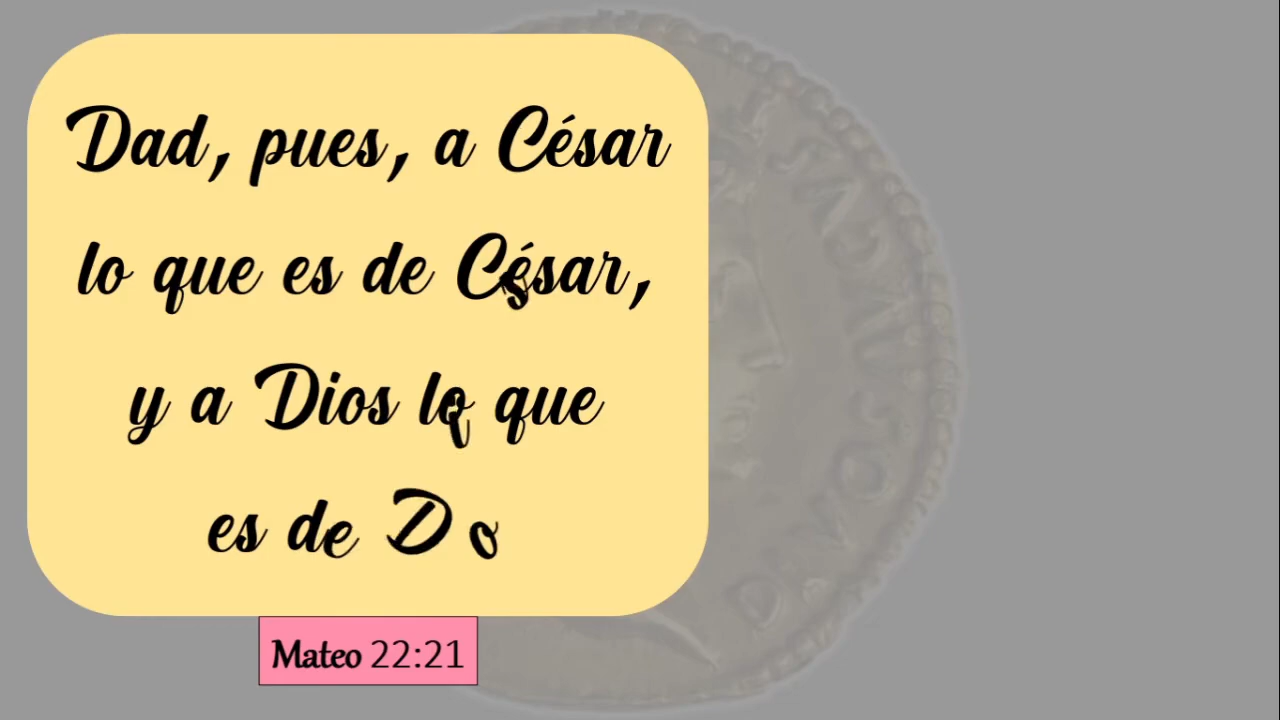 Dad, pues, a César
lo que es de César,
y a Dios lo que
es de D o
Mateo 22:21